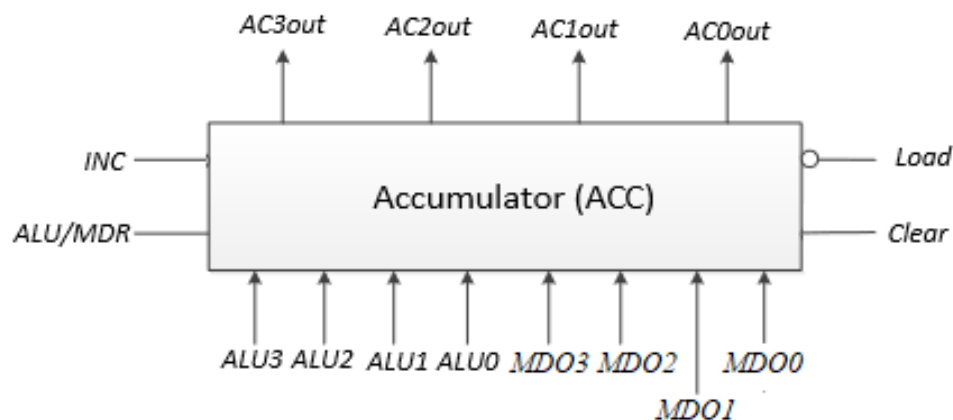 AC3out AC2out AC1out AC0out
INC Load
Accumulator (ACC)
ALU/MDR Clear
ALU3 ALU2 ALU1 ALU0 MDO3 MDO2 MDO0
MDO1